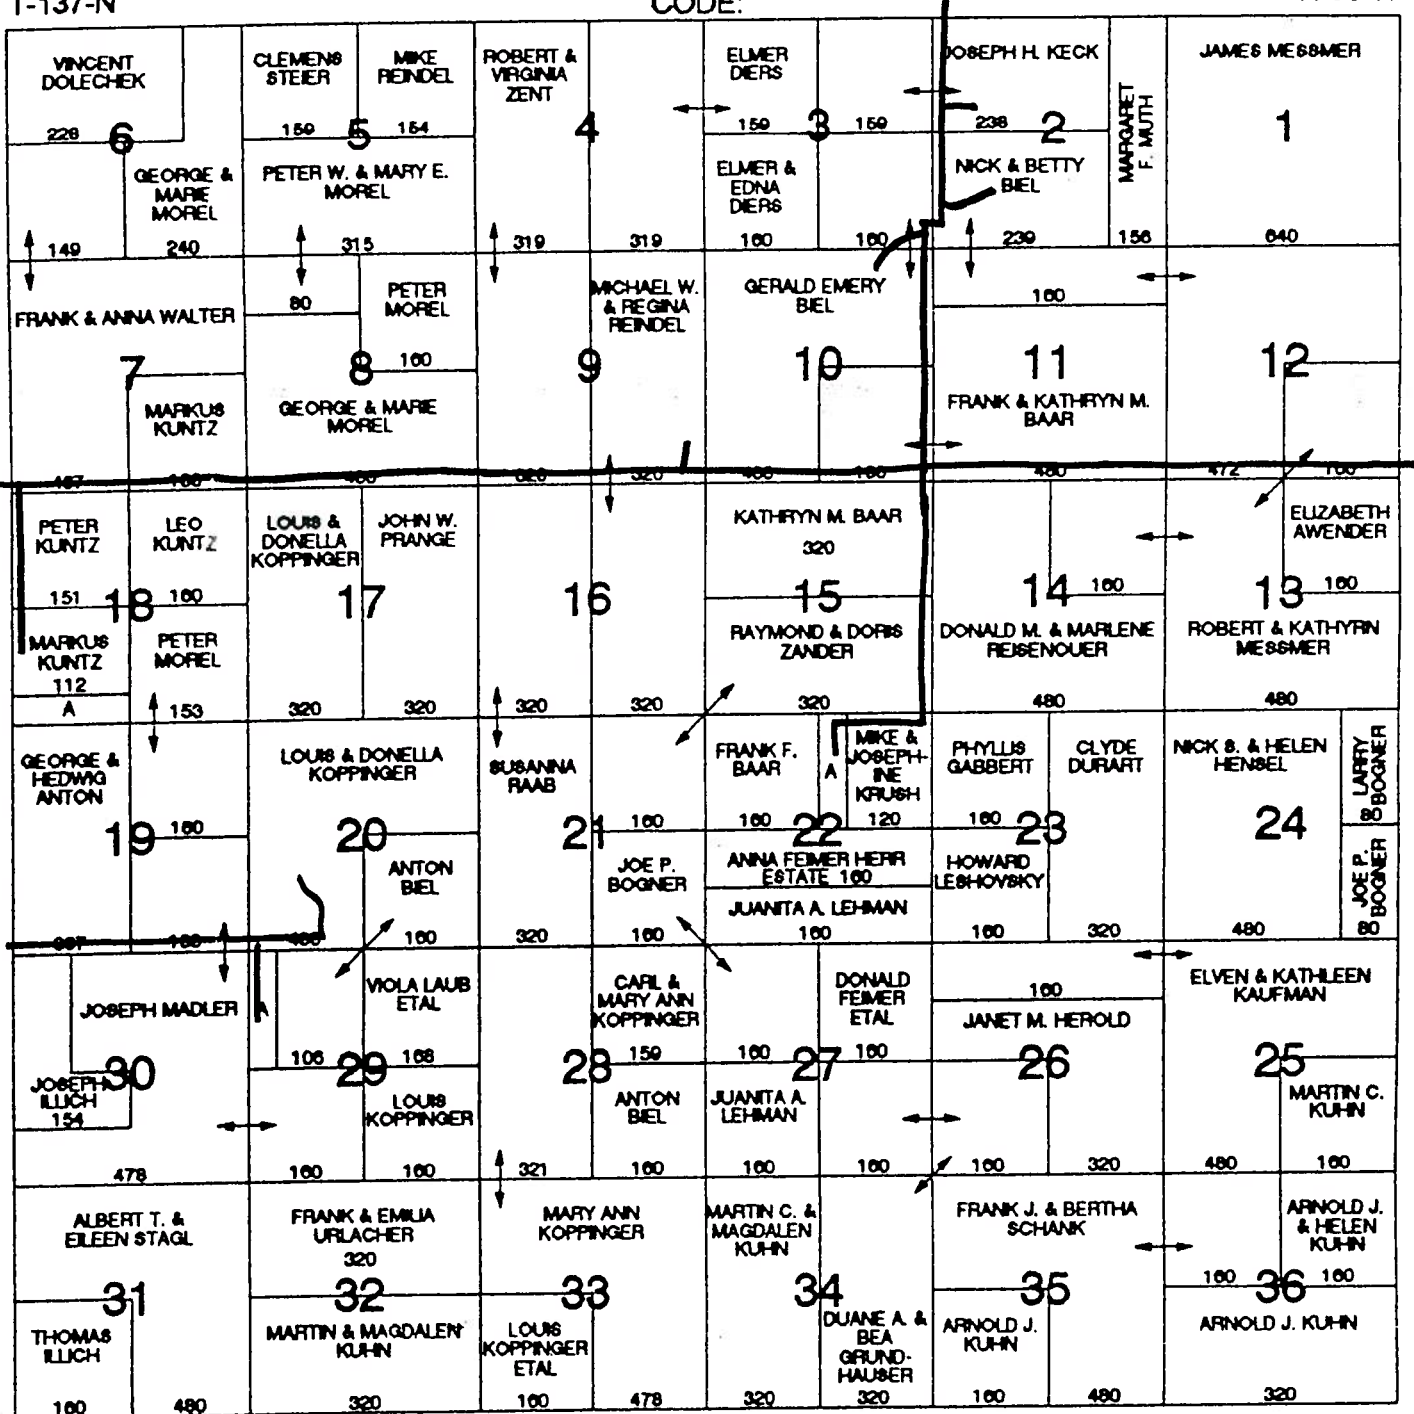 T-137-N
CODE:
VINCENT
DOLECHEK
228
6
GEORGE &
MARIE
MOREL
149
240
CLEMENS
STEIER
MIKE
REINDEL
159
5
154
PETER W. & MARY E.
MOREL
315
ROBERT &
VIRGINIA
ZENT
4
319
319
ELMER
DIERS
159
3
159
ELMER &
EDNA
DIERS
160
160
JOSEPH H. KECK
238
2
NICK & BETTY
BIEL
239
MARGARET
F. MUTH
156
JAMES MESSMER
1
640
FRANK & ANNA WALTER
7
MARKUS
KUNTZ
80
PETER
MOREL
8
160
GEORGE & MARIE
MOREL
9
MICHAEL W.
& REGINA
REINDEL
320
GERALD EMERY
BIEL
10
160
11
FRANK & KATHRYN M.
BAAR
480
12
472
160
PETER
KUNTZ
LEO
KUNTZ
151
18
160
MARKUS
KUNTZ
112
A
PETER
MOREL
153
LOUIS &
DONELLA
KOPPINGER
JOHN W.
PRANGE
17
320
320
16
320
320
KATHRYN M. BAAR
320
15
RAYMOND & DORIS
ZANDER
320
14
160
DONALD M. & MARLENE
REISENOUER
480
ELIZABETH
AWENDER
13
160
ROBERT & KATHYRN
MESSMER
480
GEORGE &
HEDWIG
ANTON
19
160
LOUIS & DONELLA
KOPPINGER
20
ANTON
BIEL
160
SUSANNA
RAAB
21
160
JOE P.
BOGNER
320
160
FRANK F.
BAAR
A
MIKE &
JOSEPH-
INE
KRUSH
160
22
120
ANNA FEIMER HERR
ESTATE 160
JUANITA A. LEHMAN
160
PHYLLIS
GABBERT
CLYDE
DURART
160
23
HOWARD
LESHOVSKY
160
320
NICK S. & HELEN
HENSEL
24
480
80 LARRY
BOGNER
80 JOE P.
BOGNER
JOSEPH MADLER
30
JOSEPH
ILLICH
154
478
A
VIOLA LAUB
ETAL
106
29
168
LOUIS
KOPPINGER
160
160
CARL &
MARY ANN
KOPPINGER
28
159
ANTON
BIEL
321
160
DONALD
FEIMER
ETAL
160
27
160
JUANITA A.
LEHMAN
160
160
160
JANET M. HEROLD
26
160
320
ELVEN & KATHLEEN
KAUFMAN
25
MARTIN C.
KUHN
480
160
ALBERT T. &
EILEEN STAGL
31
THOMAS
ILLICH
160
480
FRANK & EMILIA
URLACHER
320
32
MARTIN & MAGDALEN
KUHN
320
MARY ANN
KOPPINGER
33
LOUIS
KOPPINGER
ETAL
160
478
MARTIN C. &
MAGDALEN
KUHN
34
DUANE A. &
BEA
GRUND-
HAUSER
320
320
FRANK J. & BERTHA
SCHANK
35
ARNOLD J.
KUHN
160
480
ARNOLD J.
& HELEN
KUHN
160
36
160
ARNOLD J. KUHN
320